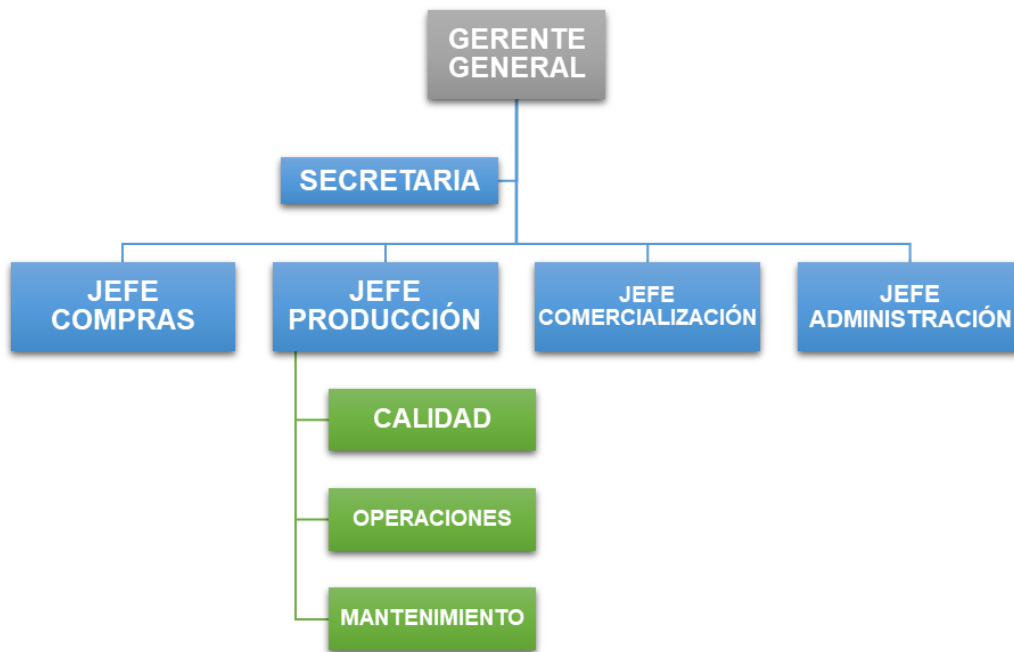 GERENTE
GENERAL
SECRETARIA
JEFE
COMPRAS
JEFE
PRODUCCIÓN
JEFE
COMERCIALIZACIÓN
JEFE
ADMINISTRACIÓN
CALIDAD
OPERACIONES
MANTENIMIENTO